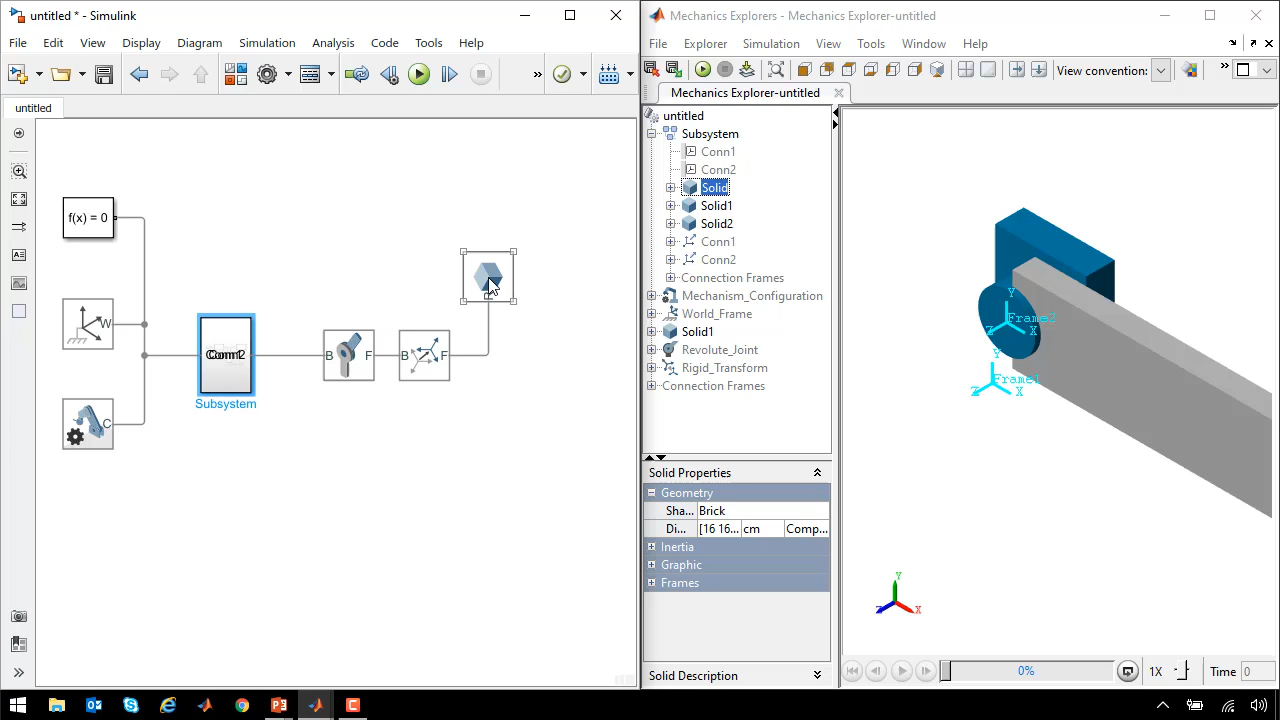 untitled * - Simulink
File Edit View Display Diagram Simulation Analysis Code Tools Help
»
untitled
f(x) = 0
W
C
Subsystem
B F
B F
»
Mechanics Explorers - Mechanics Explorer-untitled
File Explorer Simulation View Tools Window Help
View convention:
»
Mechanics Explorer-untitled
untitled
Subsystem
Conn1
Conn2
Solid
Solid1
Solid2
Conn1
Conn2
Connection Frames
Mechanism_Configuration
World_Frame
Solid1
Revolute_Joint
Rigid_Transform
Connection Frames
Solid Properties
Geometry
Sha... Brick
Di... [16 16... cm Comp...
Inertia
Graphic
Frames
Solid Description
Y
Z X
Frame2
Y
Z X
Frame1
Y
Z X
0%
1X
Time 0